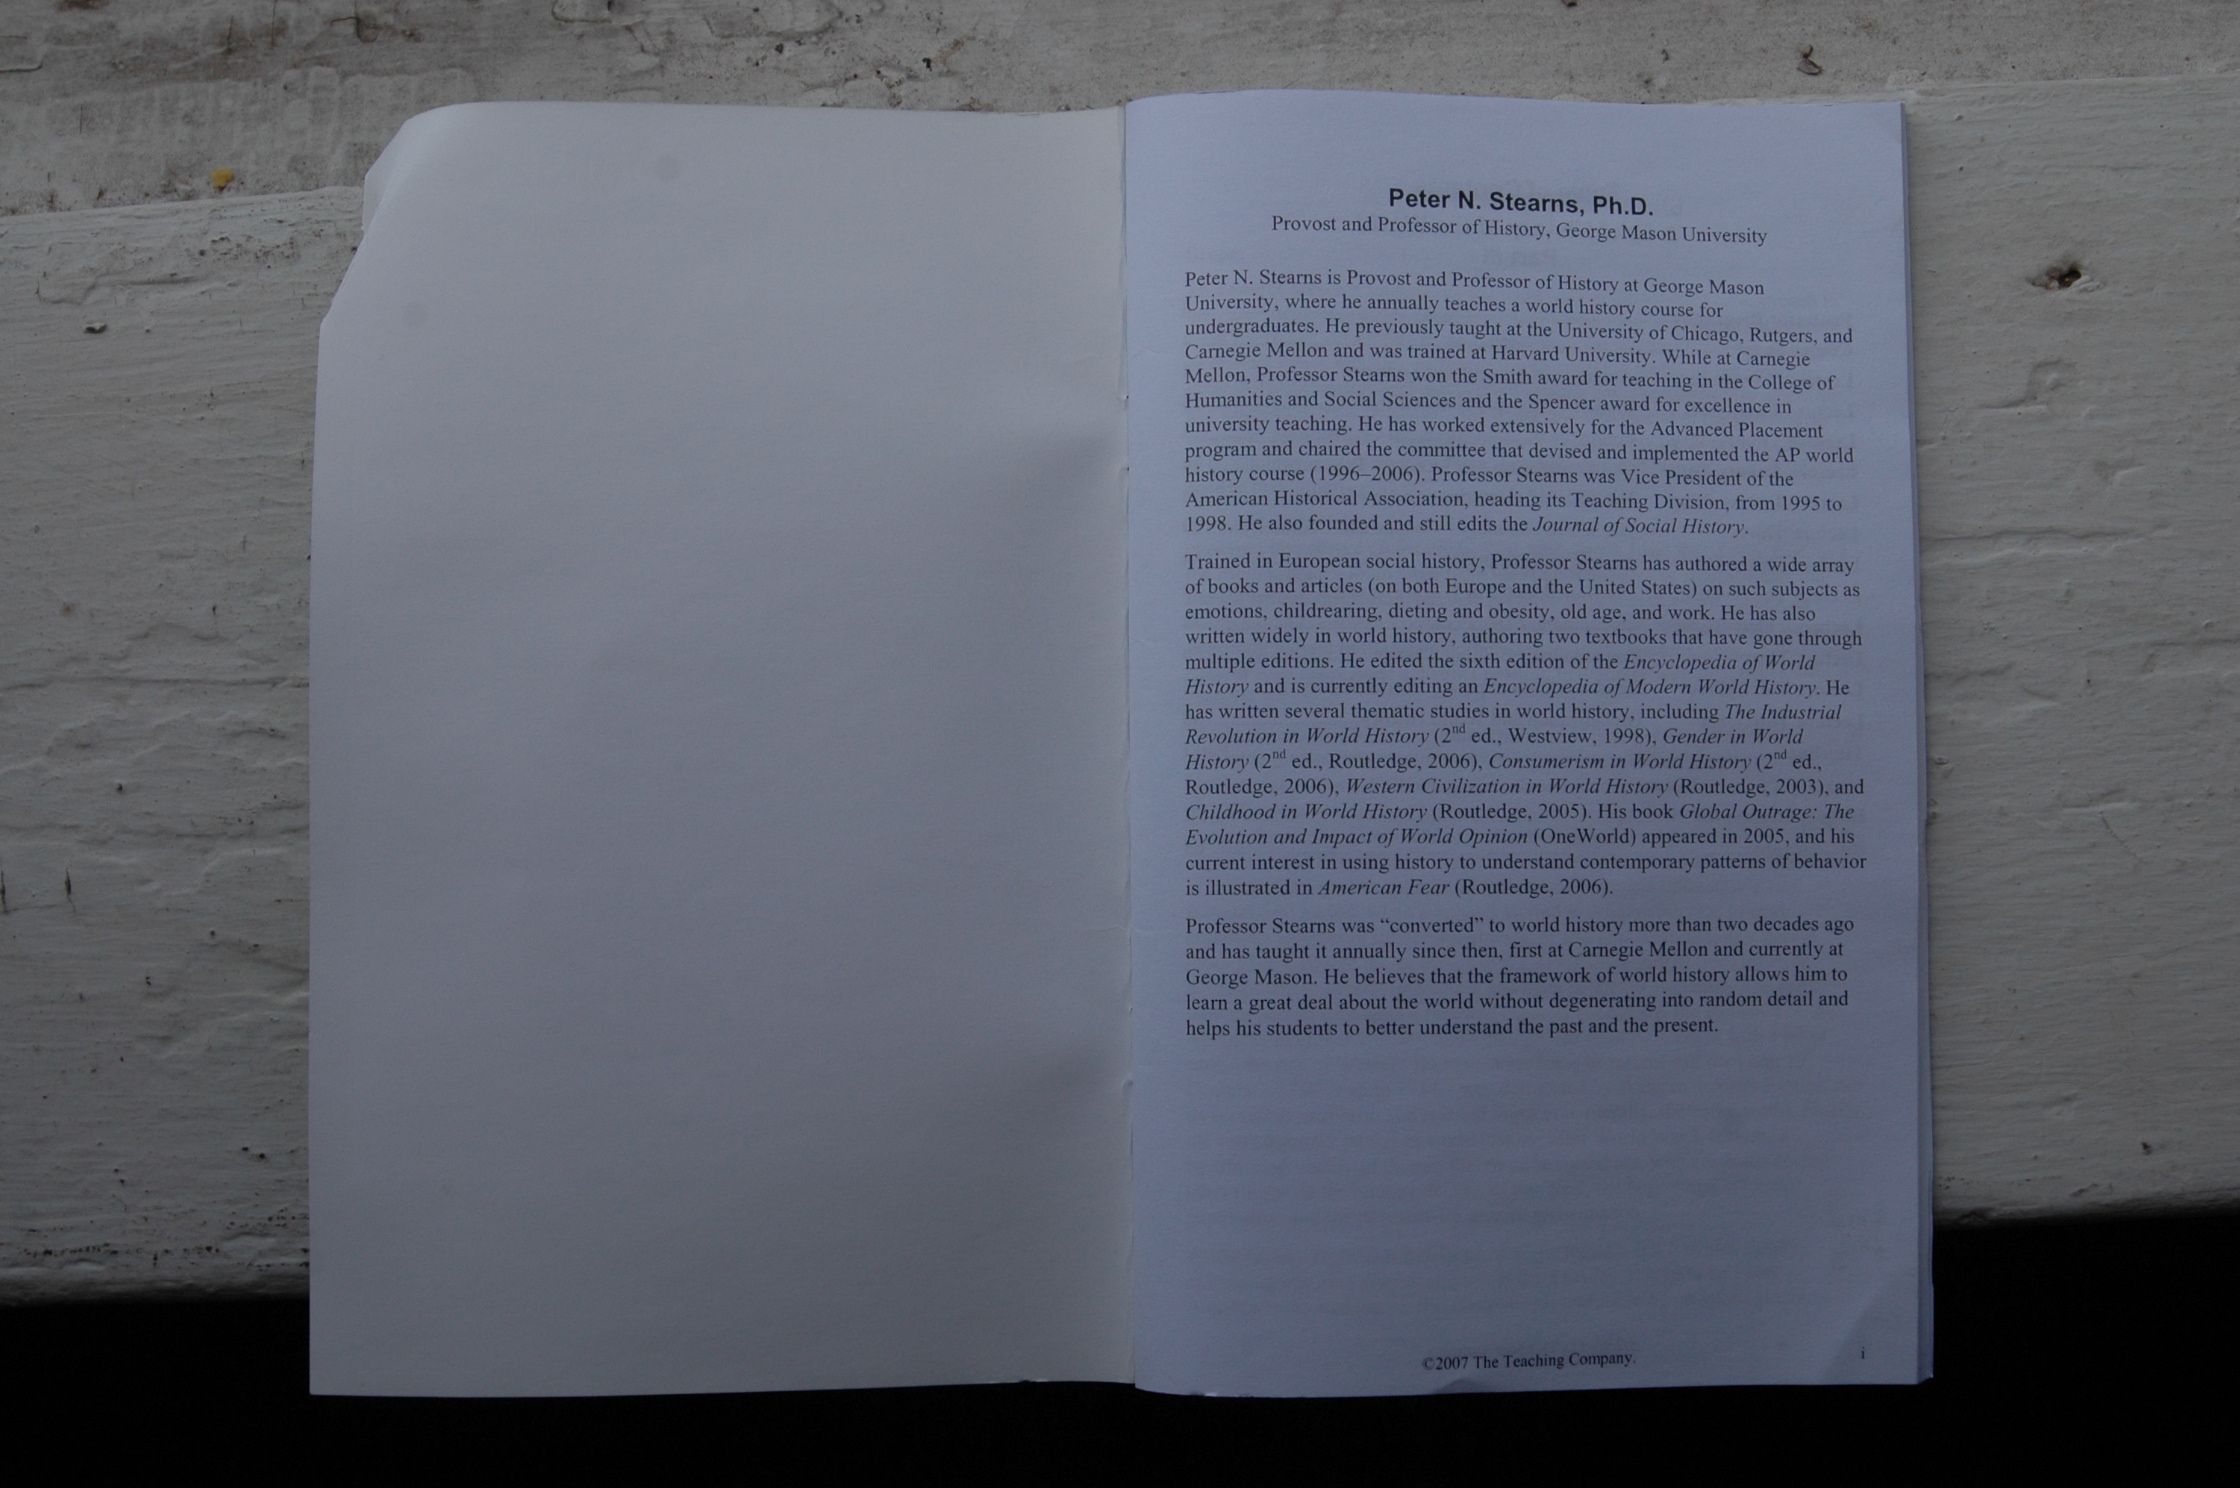 Peter N. Stearns, Ph.D.
Provost and Professor of History, George Mason University
Peter N. Stearns is Provost and Professor of History at George Mason
University, where he annually teaches a world history course for
undergraduates. He previously taught at the University of Chicago, Rutgers, and
Carnegie Mellon and was trained at Harvard University. While at Carnegie
Mellon, Professor Stearns won the Smith award for teaching in the College of
Humanities and Social Sciences and the Spencer award for excellence in
university teaching. He has worked extensively for the Advanced Placement
program and chaired the committee that devised and implemented the AP world
history course (1996–2006). Professor Stearns was Vice President of the
American Historical Association, heading its Teaching Division, from 1995 to
1998. He also founded and still edits the Journal of Social History.
Trained in European social history, Professor Stearns has authored a wide array
of books and articles (on both Europe and the United States) on such subjects as
emotions, childrearing, dieting and obesity, old age, and work. He has also
written widely in world history, authoring two textbooks that have gone through
multiple editions. He edited the sixth edition of the Encyclopedia of World
History and is currently editing an Encyclopedia of Modern World History. He
has written several thematic studies in world history, including The Industrial
Revolution in World History (2nd ed., Westview, 1998), Gender in World
History (2nd ed., Routledge, 2006), Consumerism in World History (2nd ed.,
Routledge, 2006), Western Civilization in World History (Routledge, 2003), and
Childhood in World History (Routledge, 2005). His book Global Outrage: The
Evolution and Impact of World Opinion (OneWorld) appeared in 2005, and his
current interest in using history to understand contemporary patterns of behavior
is illustrated in American Fear (Routledge, 2006).
Professor Stearns was “converted” to world history more than two decades ago
and has taught it annually since then, first at Carnegie Mellon and currently at
George Mason. He believes that the framework of world history allows him to
learn a great deal about the world without degenerating into random detail and
helps his students to better understand the past and the present.
©2007 The Teaching Company.
i